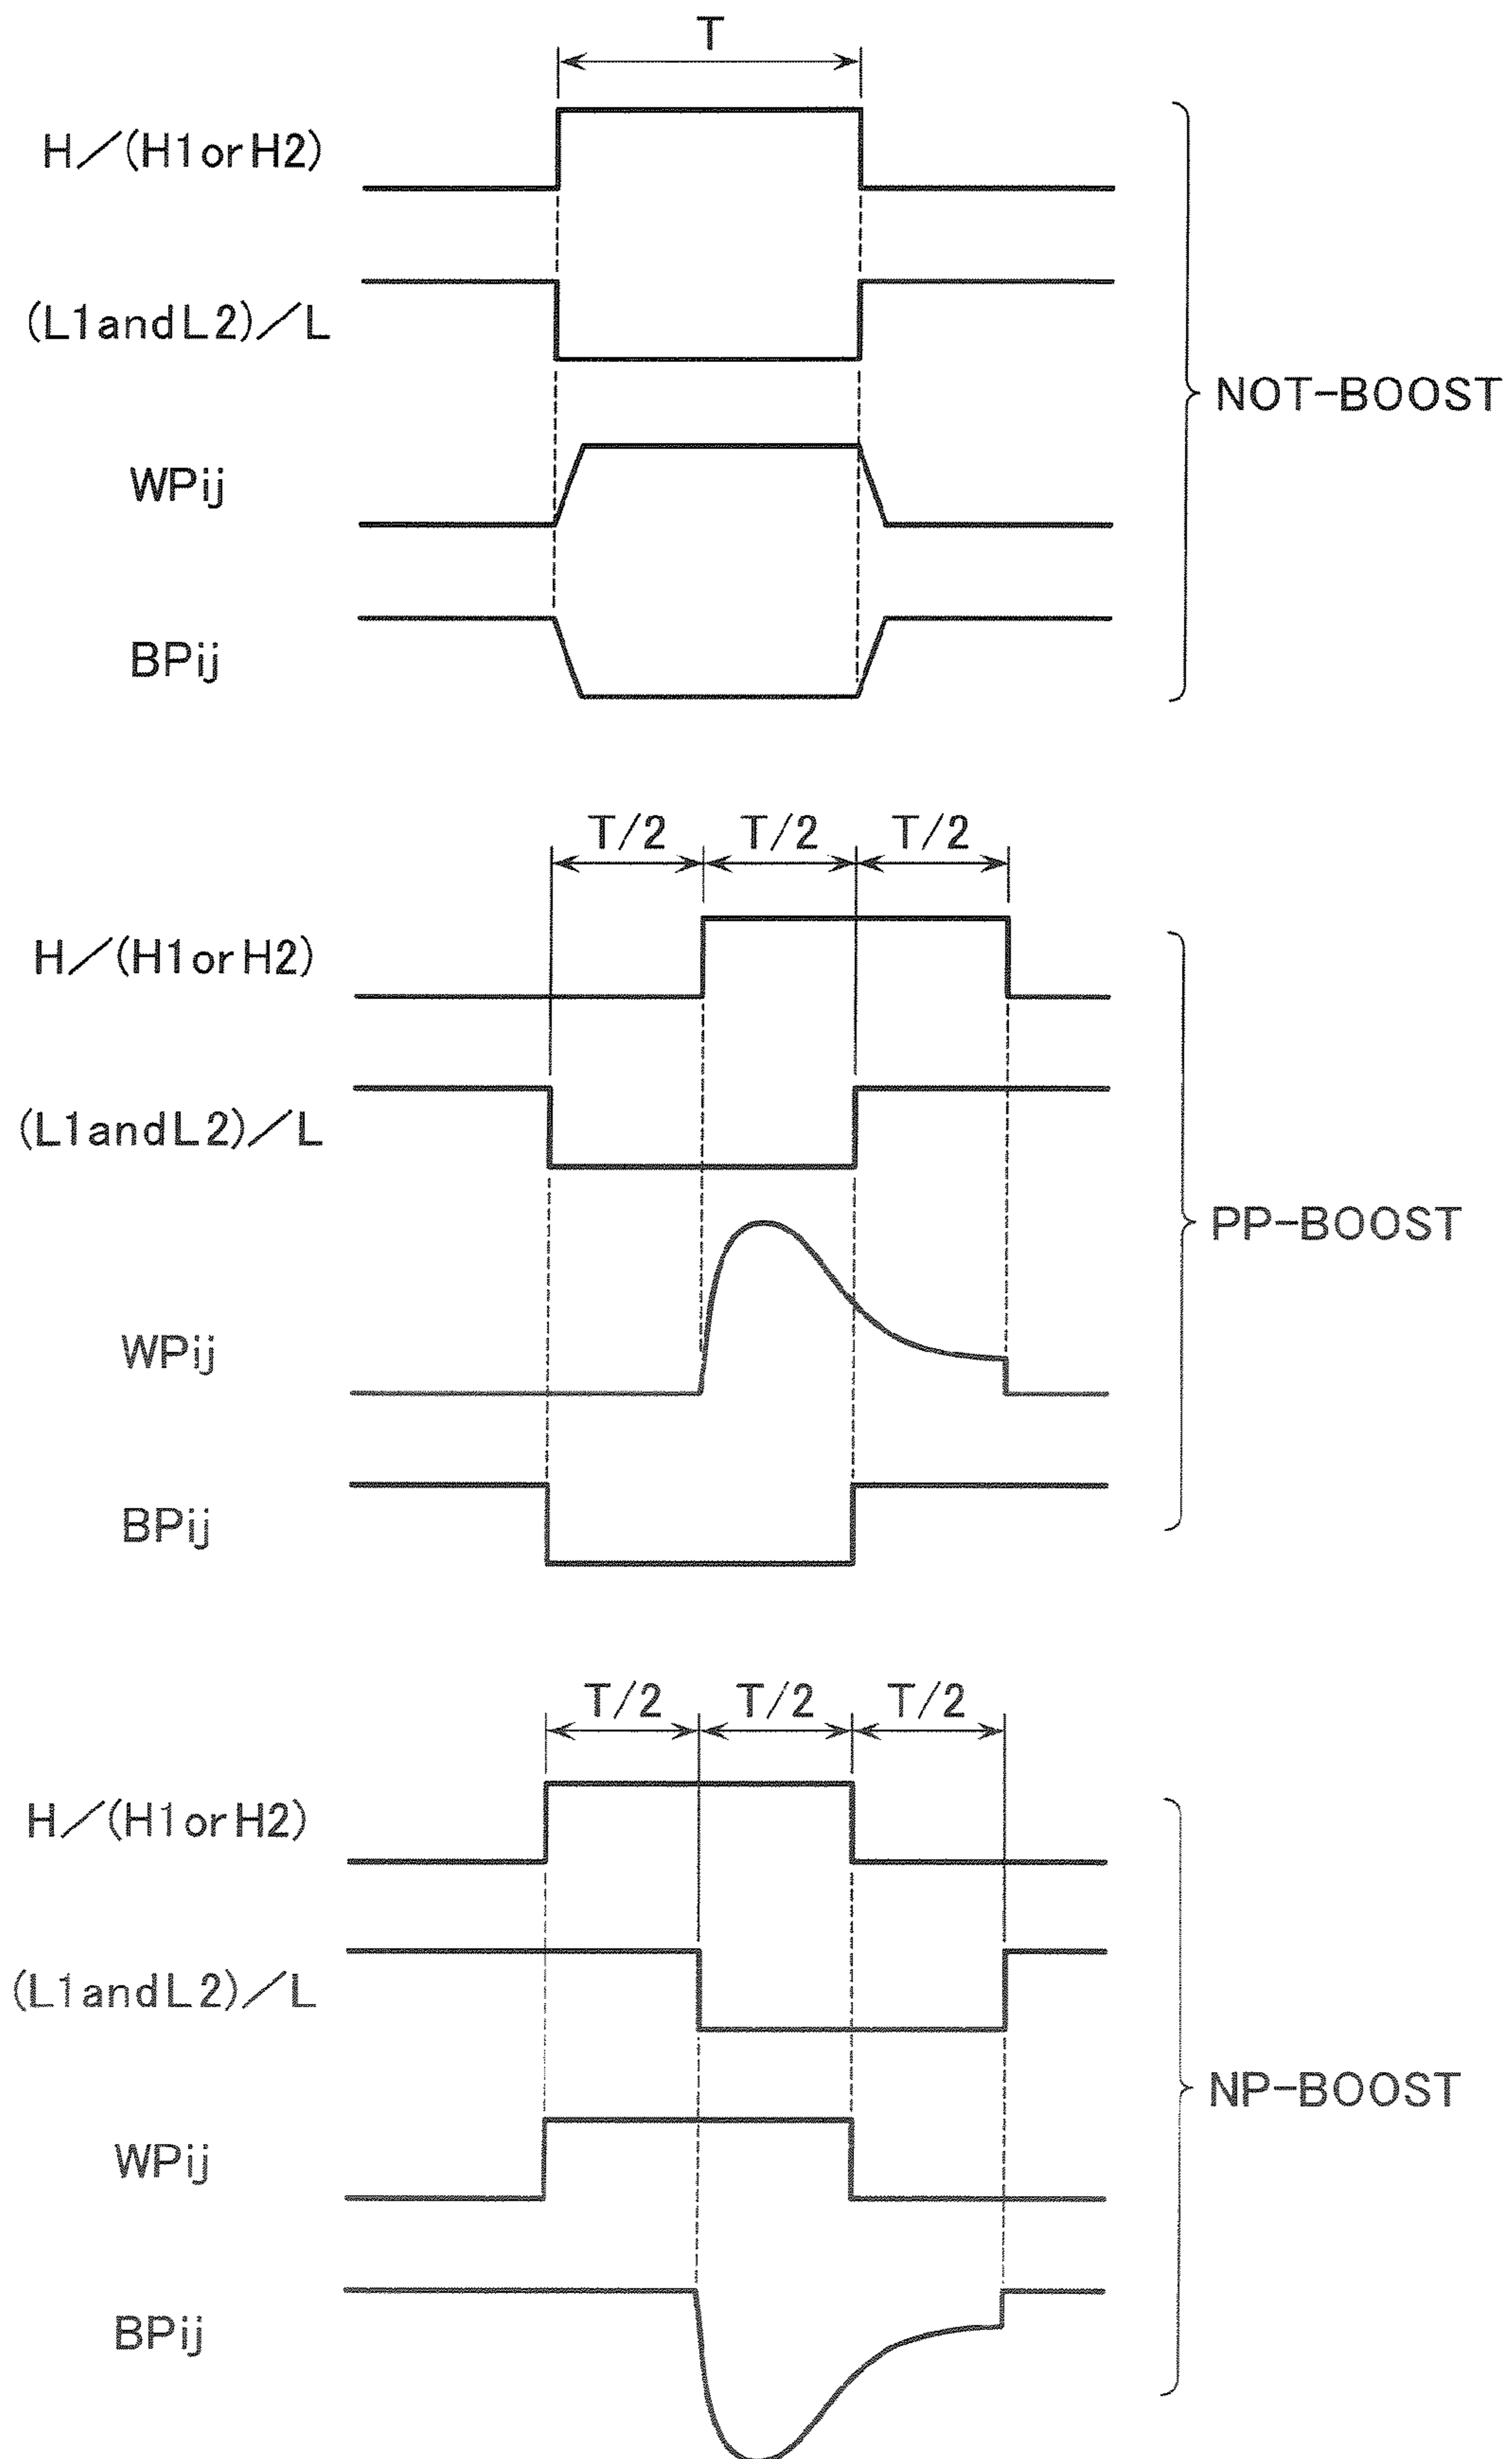 T
H／(H1orH2)
(L1andL2)／L
WPij
BPij
NOT-BOOST
T/2 T/2 T/2
H／(H1orH2)
(L1andL2)／L
WPij
BPij
PP-BOOST
T/2 T/2 T/2
H／(H1orH2)
(L1andL2)／L
WPij
BPij
NP-BOOST